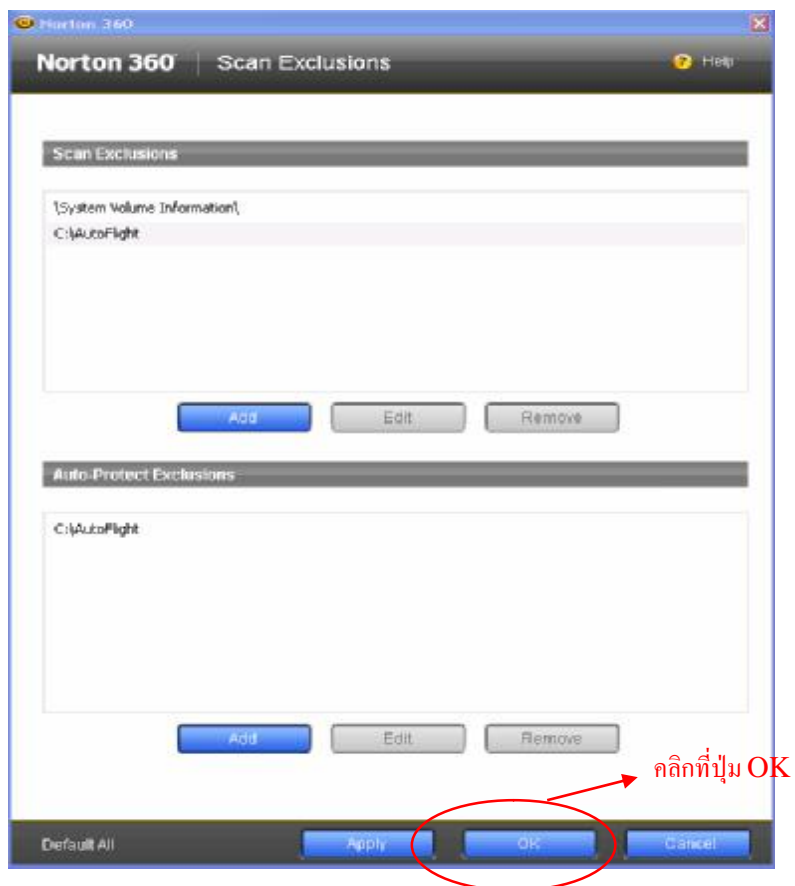 Norton 360
Norton 360 Scan Exclusions Help
Scan Exclusions
\System Volume Information\
C:\AutoFlight
Add Edit Remove
Auto-Protect Exclusions
C:\AutoFlight
Add Edit Remove
คลิกที่ปุ่ม OK
Default All Apply OK Cancel